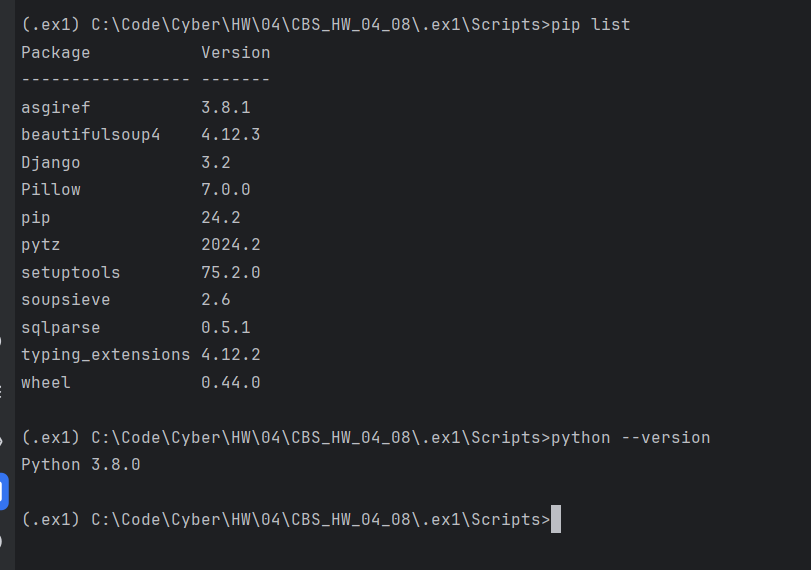 (.ex1) C:\Code\Cyber\HW\04\CBS_HW_04_08\.ex1\Scripts>pip list
Package           Version
----------------- -------
asgiref           3.8.1
beautifulsoup4    4.12.3
Django            3.2
Pillow            7.0.0
pip               24.2
pytz              2024.2
setuptools        75.2.0
soupsieve         2.6
sqlparse          0.5.1
typing_extensions 4.12.2
wheel             0.44.0
(.ex1) C:\Code\Cyber\HW\04\CBS_HW_04_08\.ex1\Scripts>python --version
Python 3.8.0
(.ex1) C:\Code\Cyber\HW\04\CBS_HW_04_08\.ex1\Scripts>